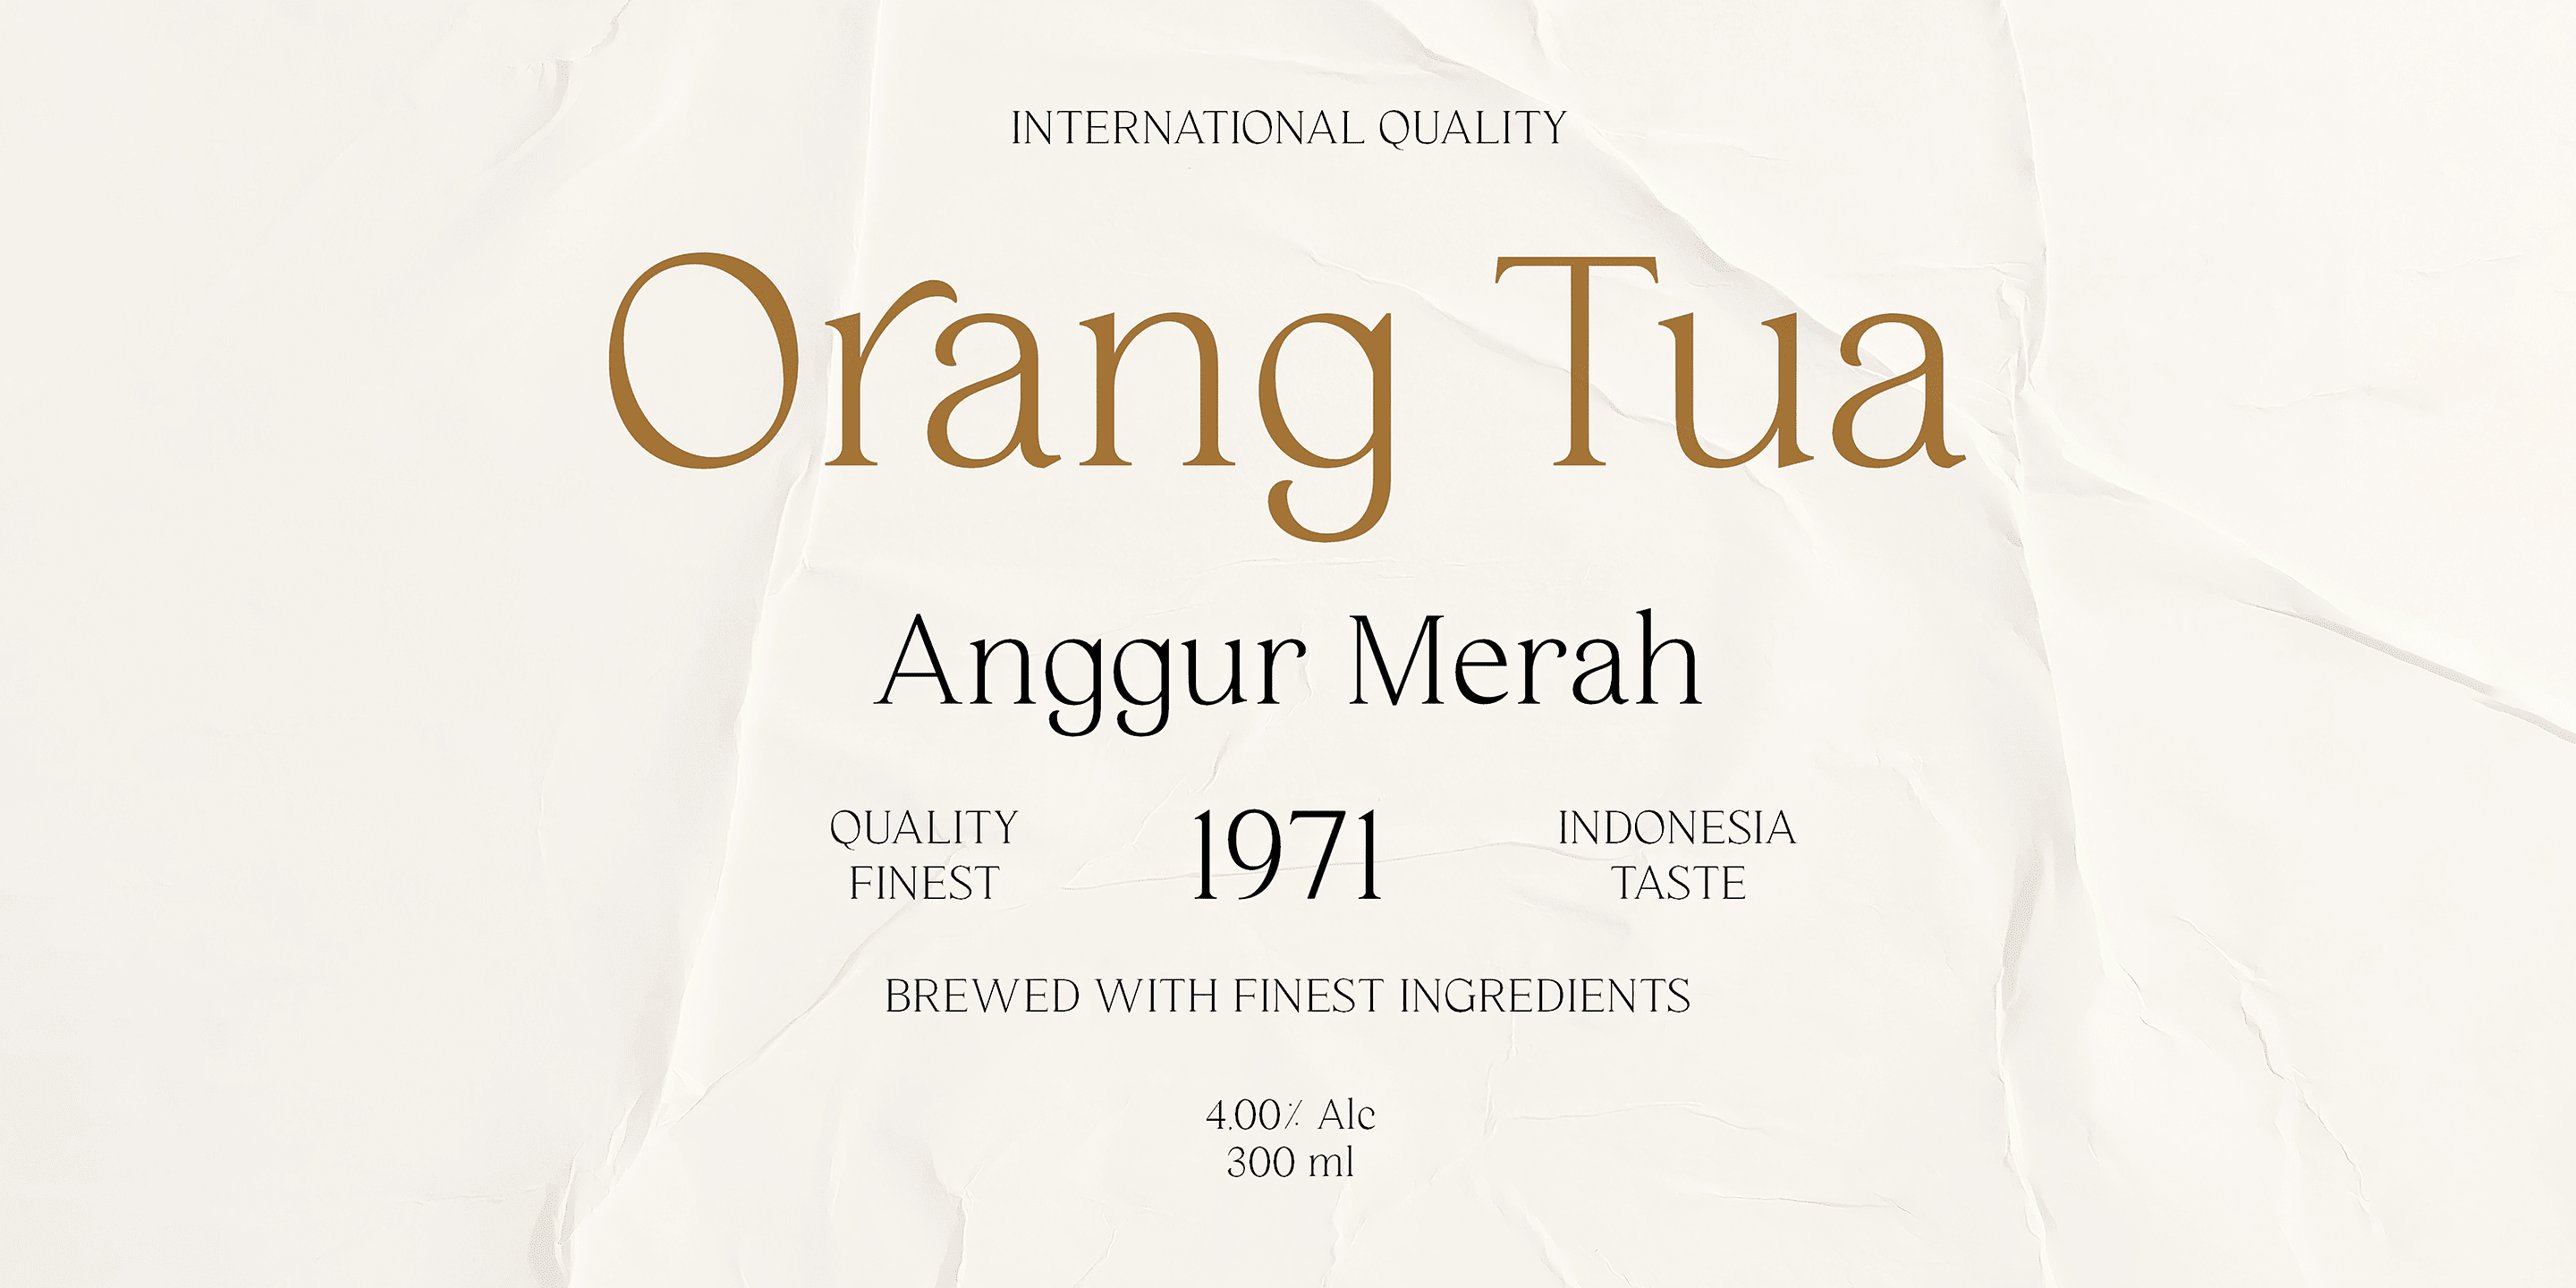 INTERNATIONAL QUALITY
Orang Tua
Anggur Merah
QUALITY
FINEST
1971
INDONESIA
TASTE
BREWED WITH FINEST INGREDIENTS
4.00% Alc
300 ml